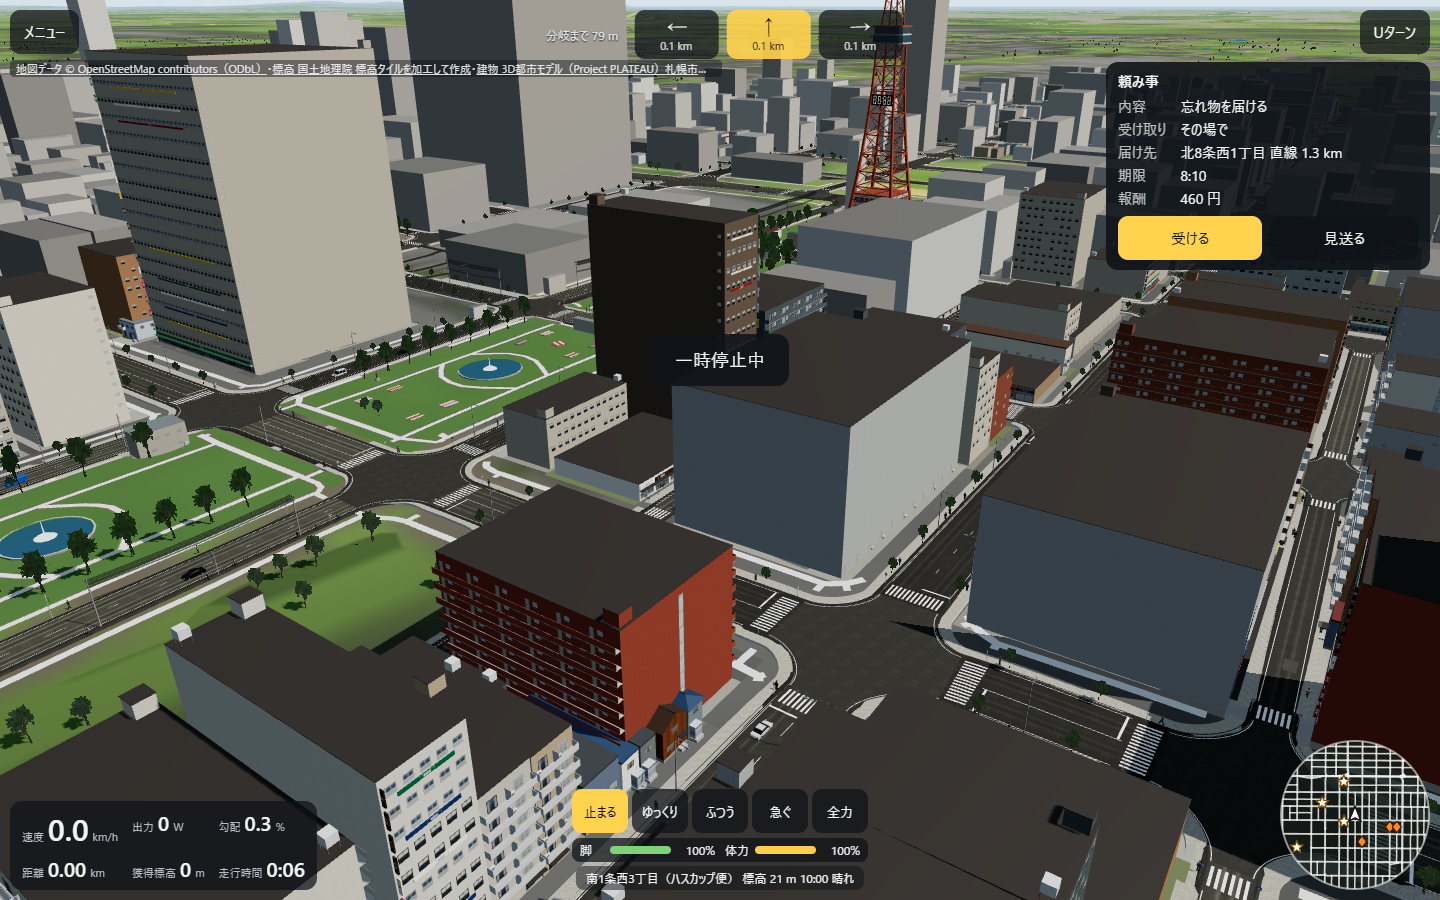 メニュー
分岐まで 79 m
← 0.1 km
↑ 0.1 km
→ 0.1 km
Uターン
地図データ © OpenStreetMap contributors（ODbL）・標高 国土地理院 標高タイルを加工して作成・建物 3D都市モデル（Project PLATEAU）札幌市...
頼み事
内容 忘れ物を届ける
受け取り その場で
届け先 北8条西1丁目 直線 1.3 km
期限 8:10
報酬 460 円
受ける 見送る
一時停止中
速度 0.0 km/h 出力 0 W 勾配 0.3 %
距離 0.00 km 獲得標高 0 m 走行時間 0:06
止まる ゆっくり ふつう 急ぐ 全力
脚 100% 体力 100%
南1条西3丁目（ハスカップ便） 標高 21 m 10:00 晴れ